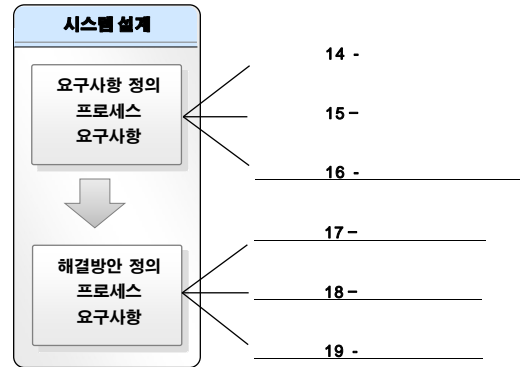 시스템 설계
요구사항 정의
프로세스
요구사항
14 -
15 –
16 -
해결방안 정의
프로세스
요구사항
17 –
18 –
19 -